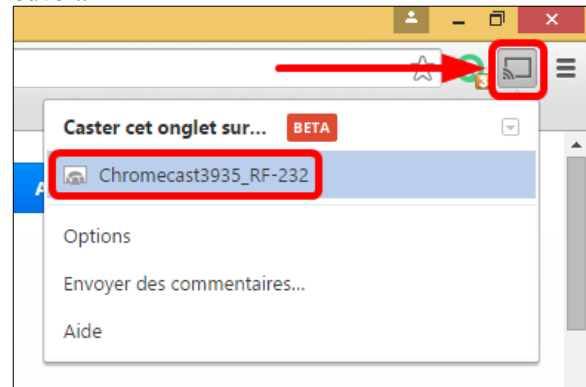 Caster cet onglet sur... BETA
Chromecast3935_RF-232
Options
Envoyer des commentaires...
Aide